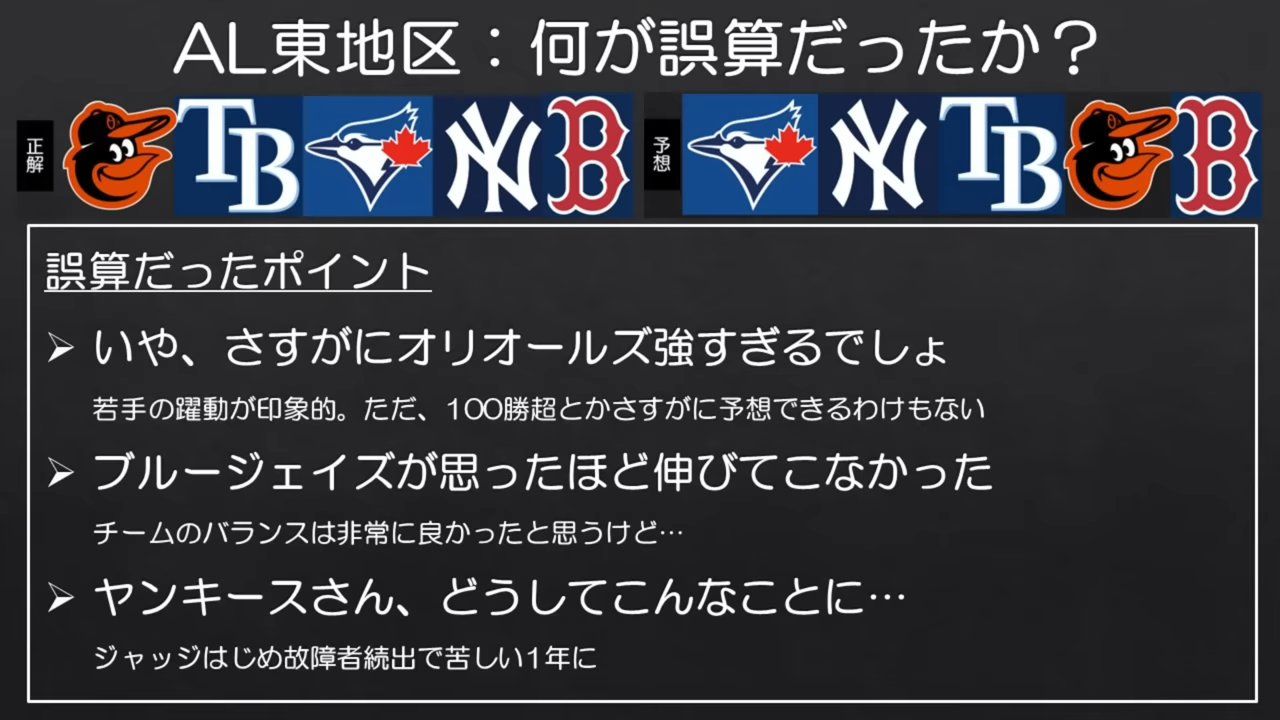 AL東地区：何が誤算だったか？
正解
予想
TB
NY
B
TB
B
誤算だったポイント
➢ いや、さすがにオリオールズ強すぎるでしょ
若手の躍動が印象的。ただ、100勝超とかさすがに予想できるわけもない
➢ ブルージェイズが思ったほど伸びてこなかった
チームのバランスは非常に良かったと思うけど…
➢ ヤンキースさん、どうしてこんなことに…
ジャッジはじめ故障者続出で苦しい1年に